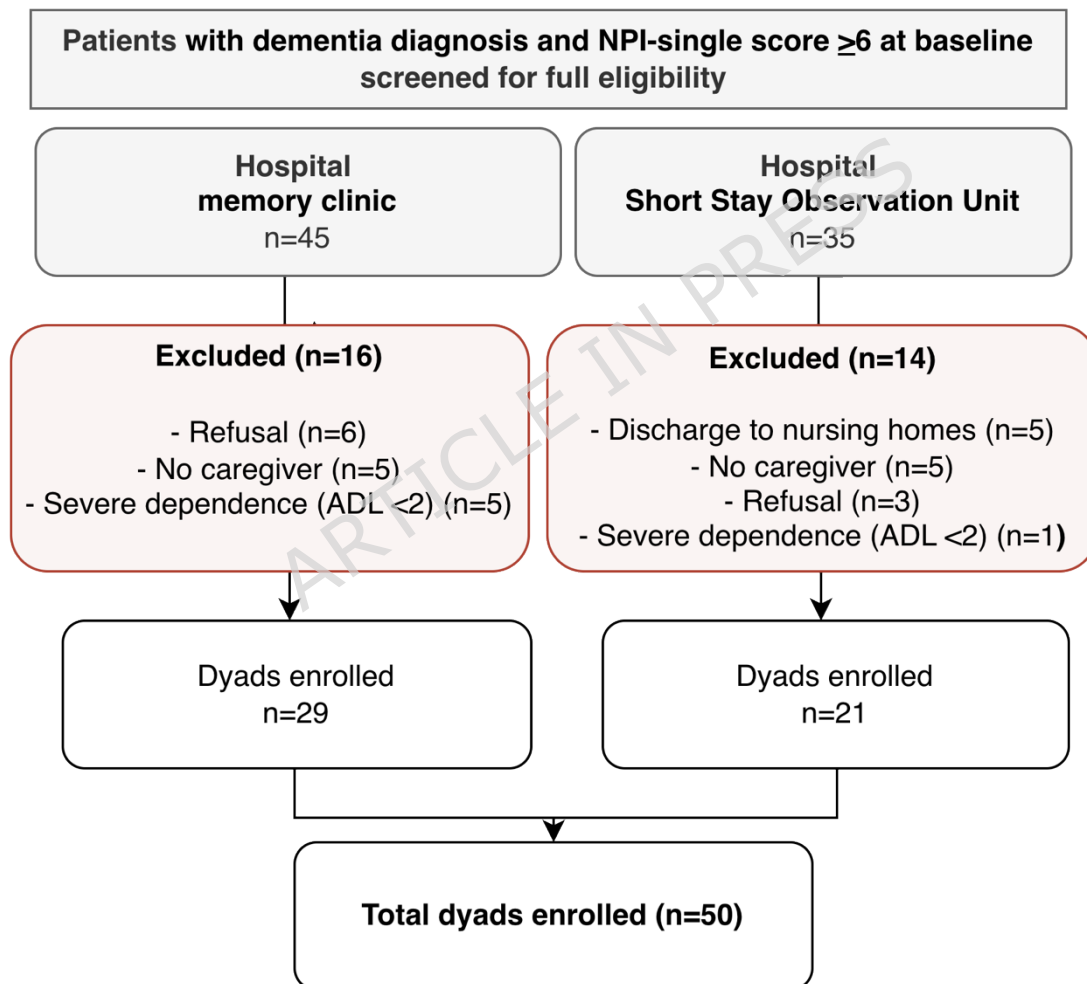 Patients with dementia diagnosis and NPI-single score ≥6 at baseline
screened for full eligibility
Hospital
memory clinic
n=45
Hospital
Short Stay Observation Unit
n=35
Excluded (n=16)
- Refusal (n=6)
- No caregiver (n=5)
- Severe dependence (ADL <2) (n=5)
Excluded (n=14)
- Discharge to nursing homes (n=5)
- No caregiver (n=5)
- Refusal (n=3)
- Severe dependence (ADL <2) (n=1)
Dyads enrolled
n=29
Dyads enrolled
n=21
Total dyads enrolled (n=50)
ARTICLE IN PRESS